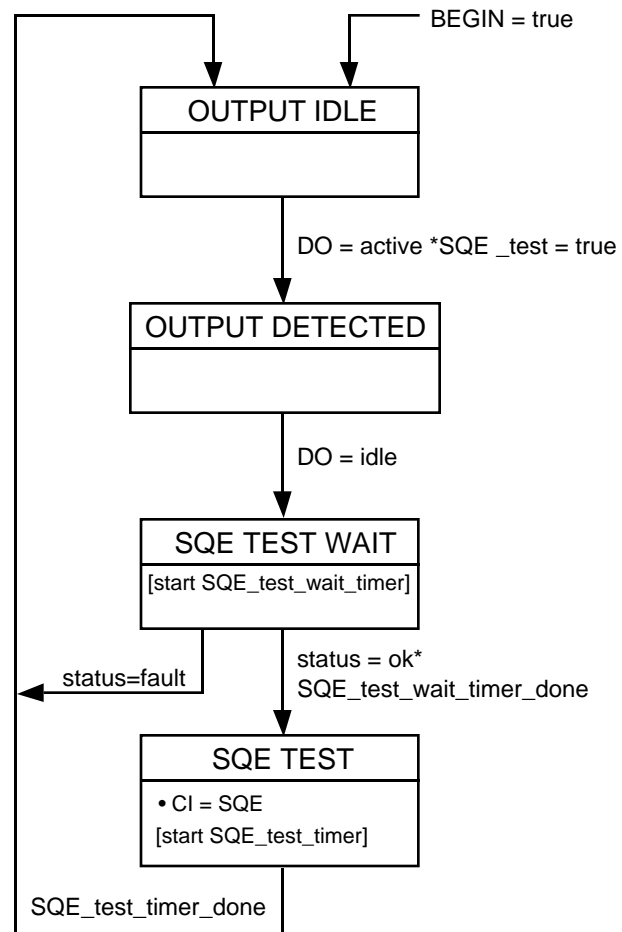 BEGIN = true
OUTPUT IDLE
DO = active *SQE _test = true
OUTPUT DETECTED
DO = idle
SQE TEST WAIT
[start SQE_test_wait_timer]
status=fault
status = ok*
SQE_test_wait_timer_done
SQE TEST
• CI = SQE
[start SQE_test_timer]
SQE_test_timer_done